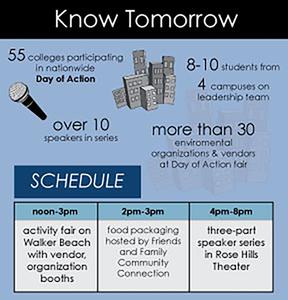 Know Tomorrow
55 colleges participating
in nationwide
Day of Action
8-10 students from
4 campuses on
leadership team
over 10
speakers in series
more than 30
enviromental
organizations & vendors
at Day of Action fair
SCHEDULE
noon-3pm
activity fair on
Walker Beach
with vendor,
organization
booths
2pm-3pm
food packaging
hosted by Friends
and Family
Community
Connection
4pm-8pm
three-part
speaker series
in Rose Hills
Theater